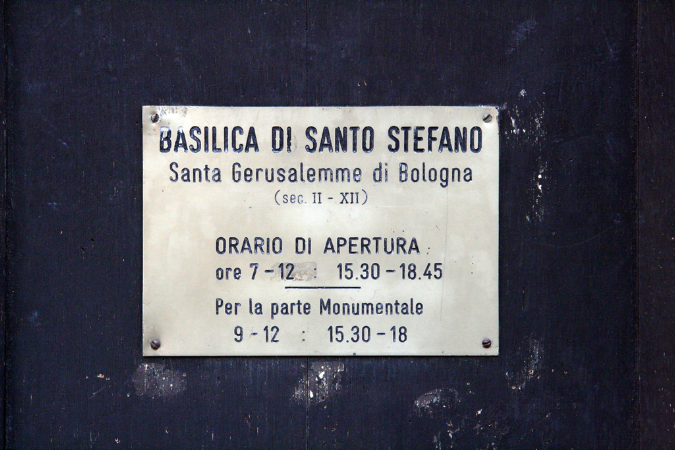 BASILICA DI SANTO STEFANO
Santa Gerusalemme di Bologna
(sec. II - XII)
ORARIO DI APERTURA
ore 7-12 : 15.30-18.45
Per la parte Monumentale
9-12 : 15.30-18